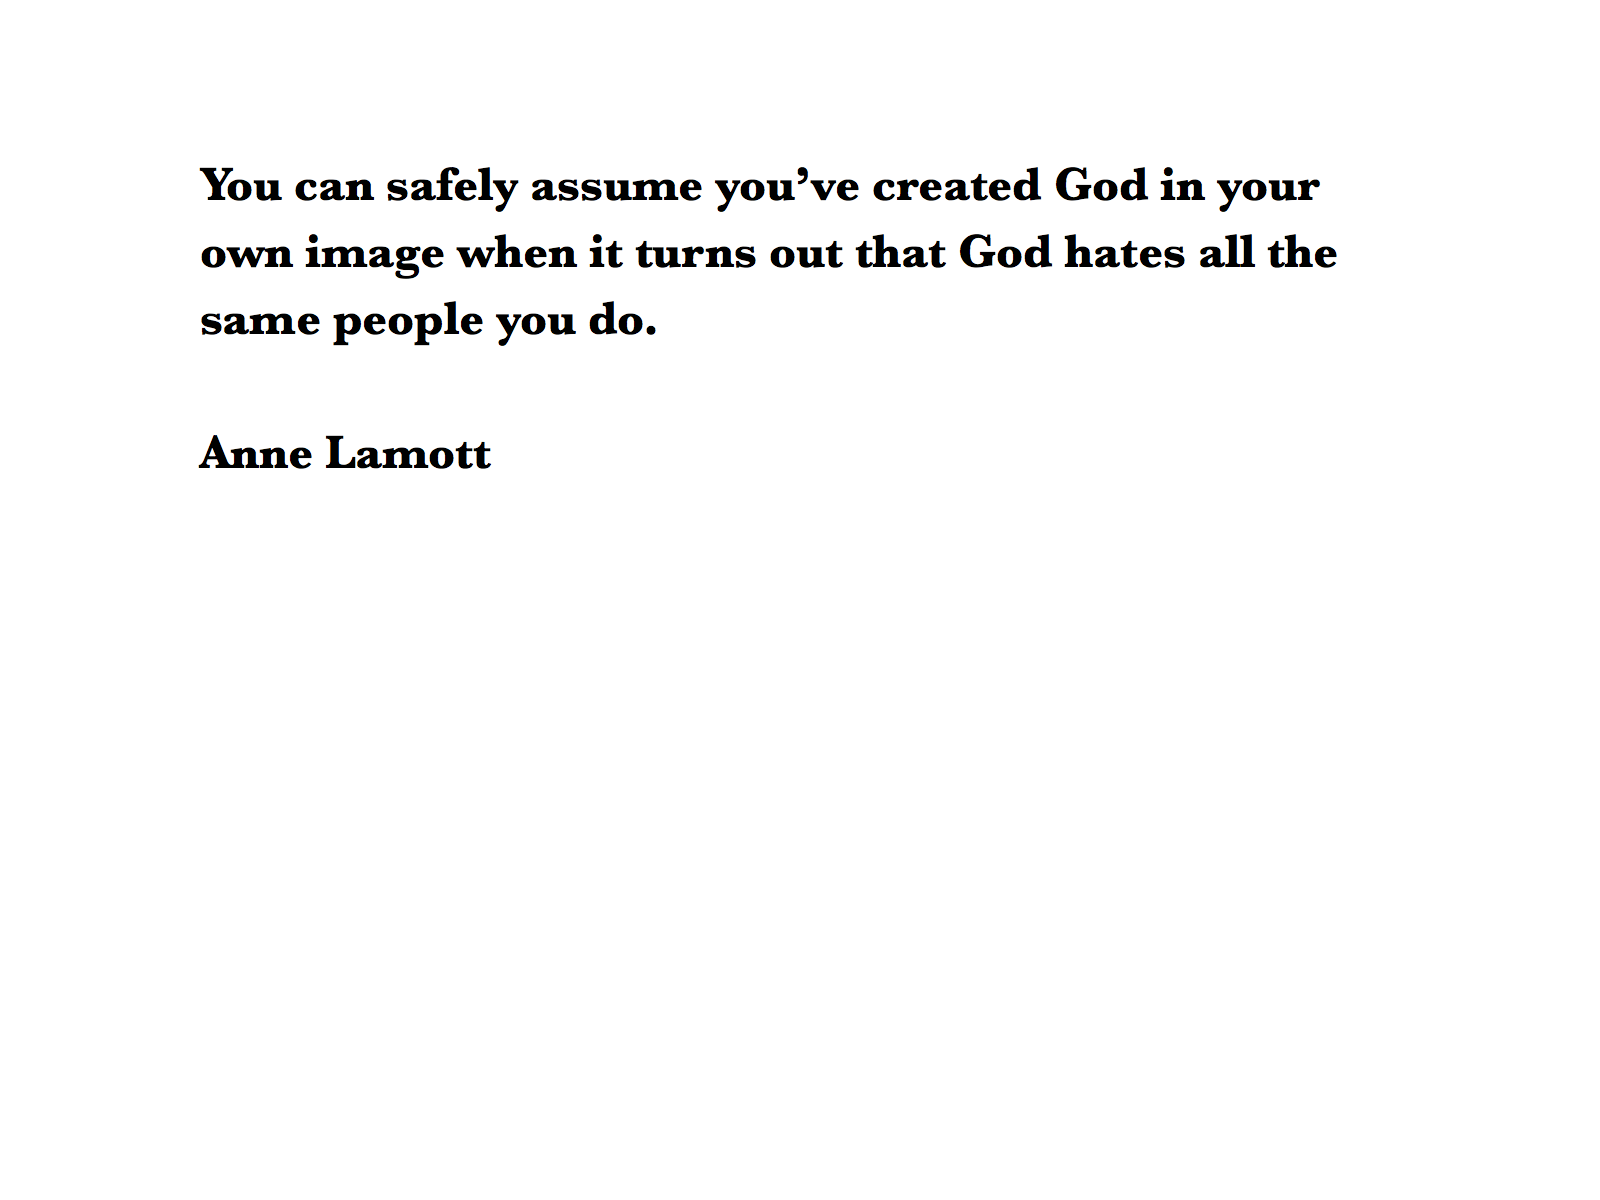 You can safely assume you’ve created God in your
own image when it turns out that God hates all the
same people you do.
Anne Lamott